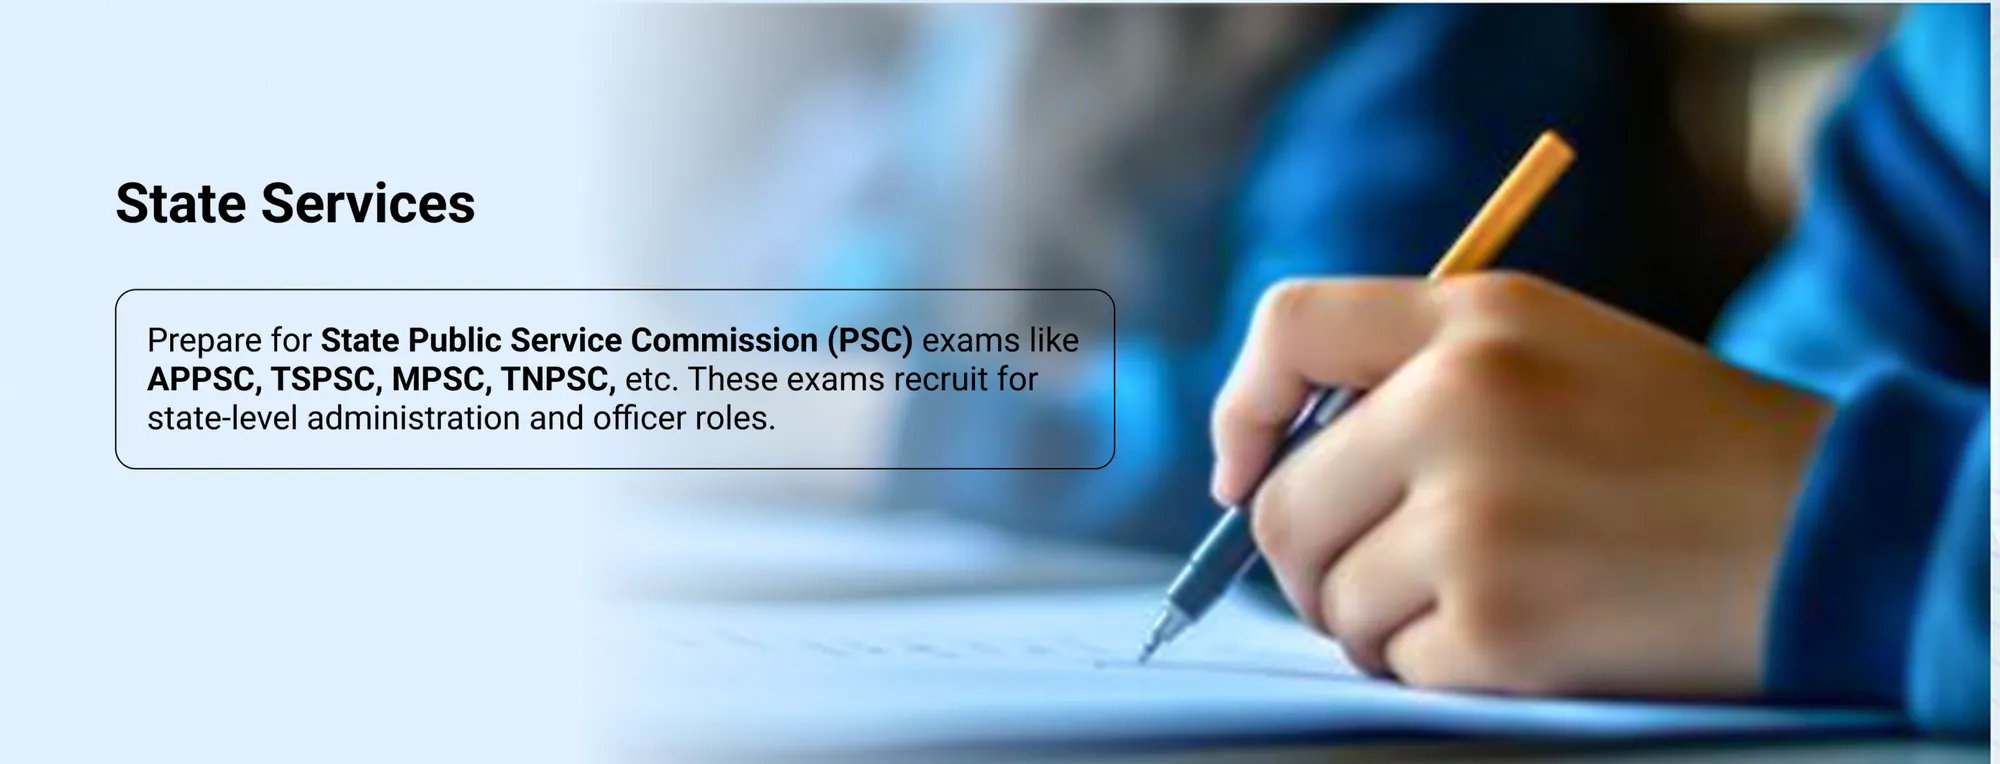 State Services
Prepare for State Public Service Commission (PSC) exams like
APPSC, TSPSC, MPSC, TNPSC, etc. These exams recruit for
state-level administration and officer roles.